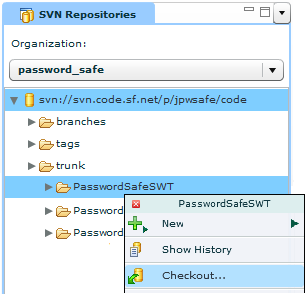 SVN Repositories
Organization:
password_safe
svn://svn.code.sf.net/p/jpwsafe/code
branches
tags
trunk
PasswordSafeSWT
PasswordSafeSWT
Password
New
Show History
Password
Checkout...